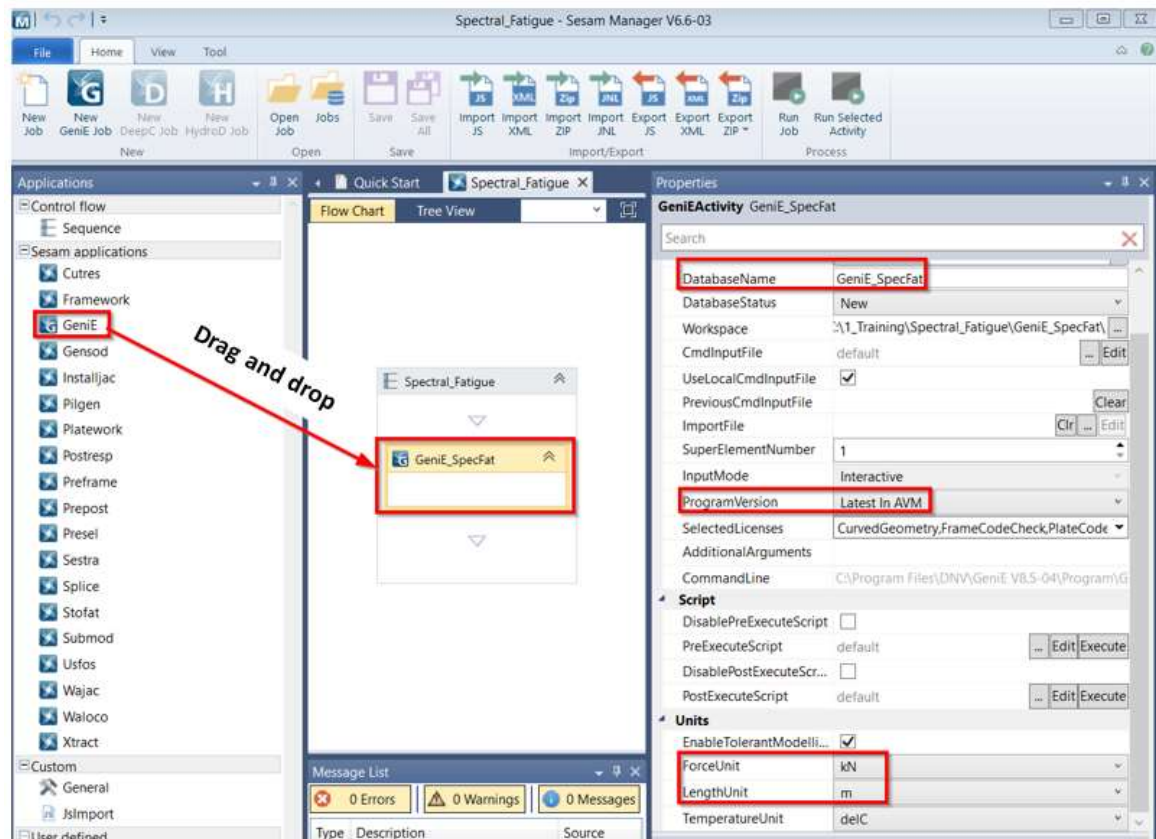 Spectral_Fatigue - Sesam Manager V6.6-03
File Home View Tool
New Job
New GeniE Job
New DeepC Job
New HydroD Job
Open Job
Jobs
Save
Save All
Import JS
Import XML
Import ZIP
Import JNL
Export JS
Export XML
Export ZIP
Run Job
Run Selected Activity
New Open Save Import/Export Process
Applications
Control flow
Sequence
Sesam applications
Cutres
Framework
GeniE
Gensod
Installjac
Pilgen
Platework
Postresp
Preframe
Prepost
Presel
Sestra
Splice
Stofat
Submod
Usfos
Wajac
Waloco
Xtract
Custom
General
JsImport
User defined
Drag and drop
Quick Start Spectral_Fatigue
Flow Chart Tree View
Spectral_Fatigue
GeniE_SpecFat
Message List
0 Errors 0 Warnings 0 Messages
Type Description Source
Properties
GeniEActivity GeniE_SpecFat
Search
DatabaseName GeniE_SpecFat
DatabaseStatus New
Workspace :\1_Training\Spectral_Fatigue\GeniE_SpecFat\ ...
CmdInputFile default ... Edit
UseLocalCmdInputFile
PreviousCmdInputFile Clear
ImportFile Clr ... Edit
SuperElementNumber 1
InputMode Interactive
ProgramVersion Latest In AVM
SelectedLicenses CurvedGeometry,FrameCodeCheck,PlateCode
AdditionalArguments
CommandLine C:\Program Files\DNV\GeniE V8.5-04\Program\G
Script
DisablePreExecuteScript
PreExecuteScript default ... Edit Execute
DisablePostExecuteScr...
PostExecuteScript default ... Edit Execute
Units
EnableTolerantModelli...
ForceUnit kN
LengthUnit m
TemperatureUnit delC